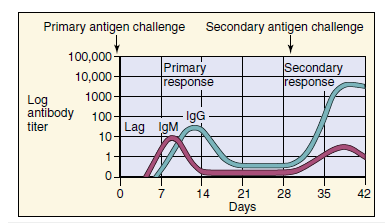 Primary antigen challenge
Secondary antigen challenge
100,000
10,000
1000
100
10
1
0
Log
antibody
titer
Primary
response
Secondary
response
Lag
IgM
IgG
0
7
14
21
28
35
42
Days